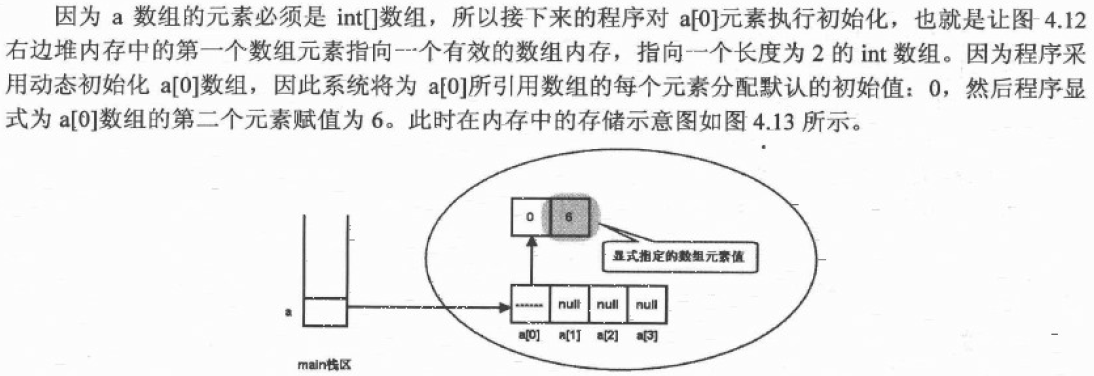 因为 a 数组的元素必须是 int[]数组，所以接下来的程序对 a[0]元素执行初始化，也就是让图 4.12
右边堆内存中的第一个数组元素指向一个有效的数组内存，指向一个长度为 2 的 int 数组。因为程序采
用动态初始化 a[0]数组，因此系统将为 a[0]所引用数组的每个元素分配默认的初始值：0，然后程序显
式为 a[0]数组的第二个元素赋值为 6。此时在内存中的存储示意图如图 4.13 所示。
0 6
显式指定的数组元素值
a
------ null null null
a[0] a[1] a[2] a[3]
main栈区